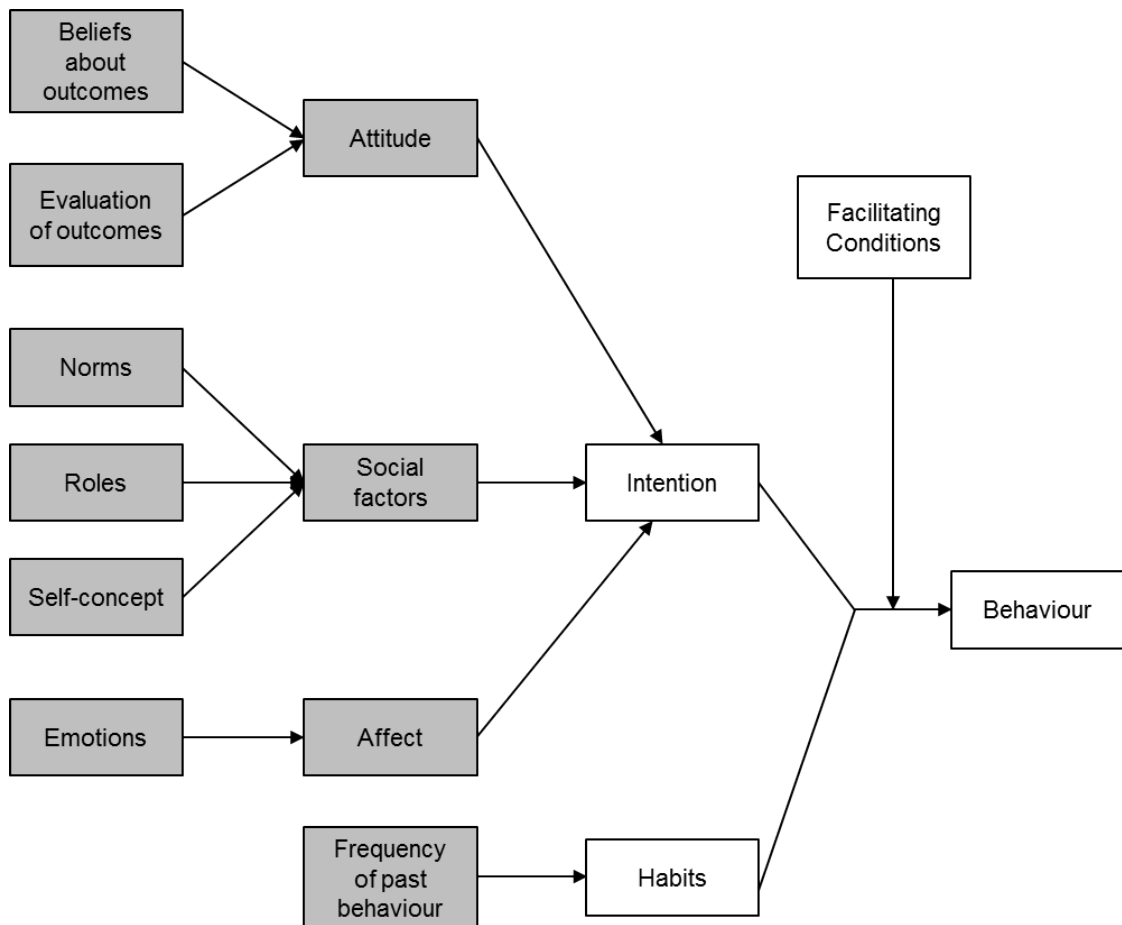 Beliefs
about
outcomes
Attitude
Evaluation
of outcomes
Facilitating
Conditions
Norms
Roles
Social
factors
Intention
Self-concept
Behaviour
Emotions
Affect
Frequency
of past
behaviour
Habits